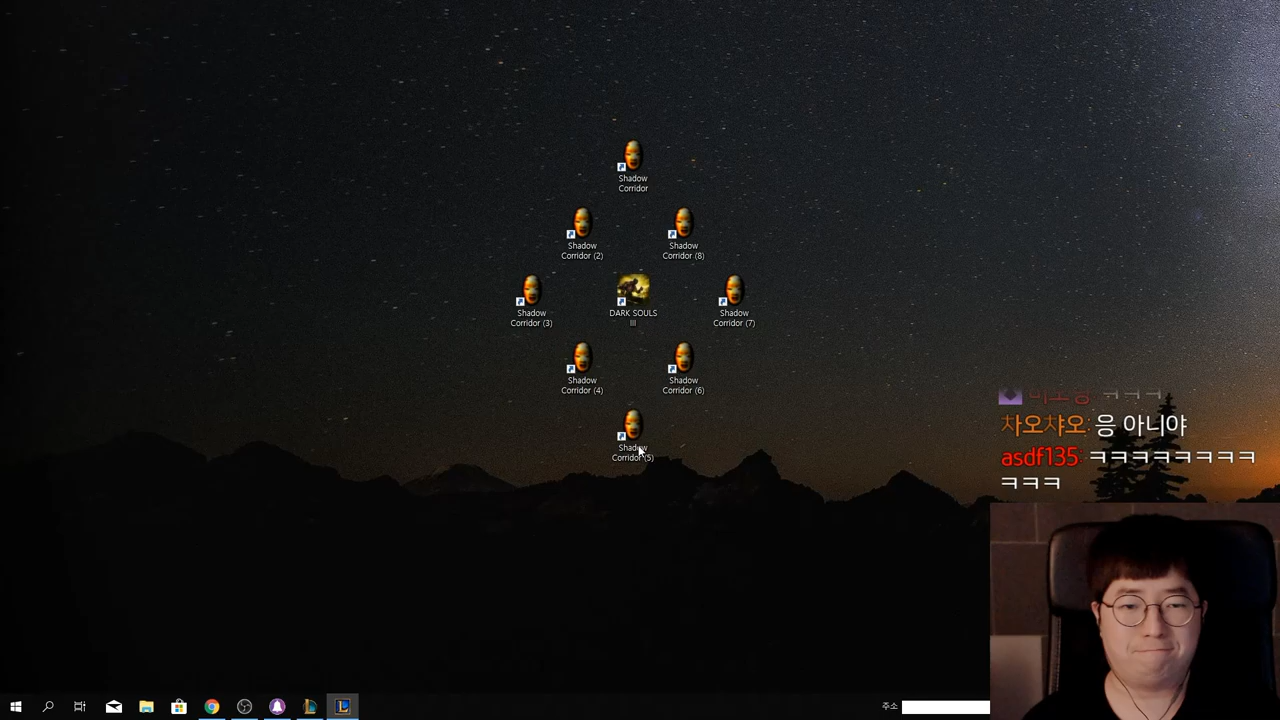 Shadow
Corridor
Shadow
Corridor (2)
Shadow
Corridor (8)
Shadow
Corridor (3)
DARK SOULS
III
Shadow
Corridor (7)
Shadow
Corridor (4)
Shadow
Corridor (6)
Shadow
Corridor (5)
ㅋㅋㅋ
차오챠오: 응 아니야
asdf135: ㅋㅋㅋㅋㅋㅋㅋㅋ
ㅋㅋㅋ
주소